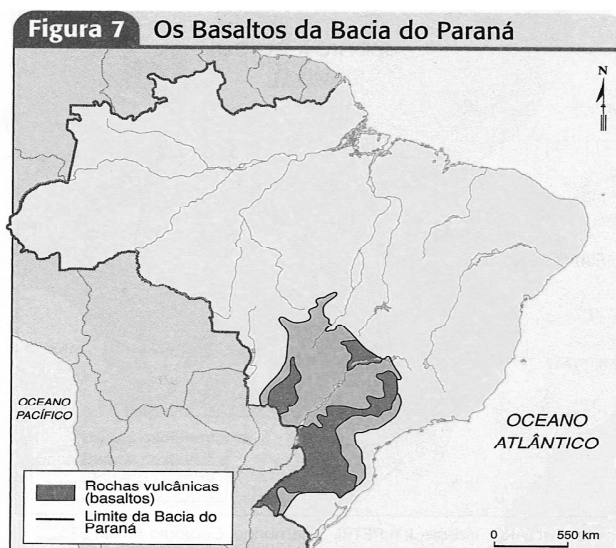 Figura 7 Os Basaltos da Bacia do Paraná
N
OCEANO
PACÍFICO
OCEANO
ATLÂNTICO
Rochas vulcânicas
(basaltos)
Limite da Bacia do
Paraná
0 550 km